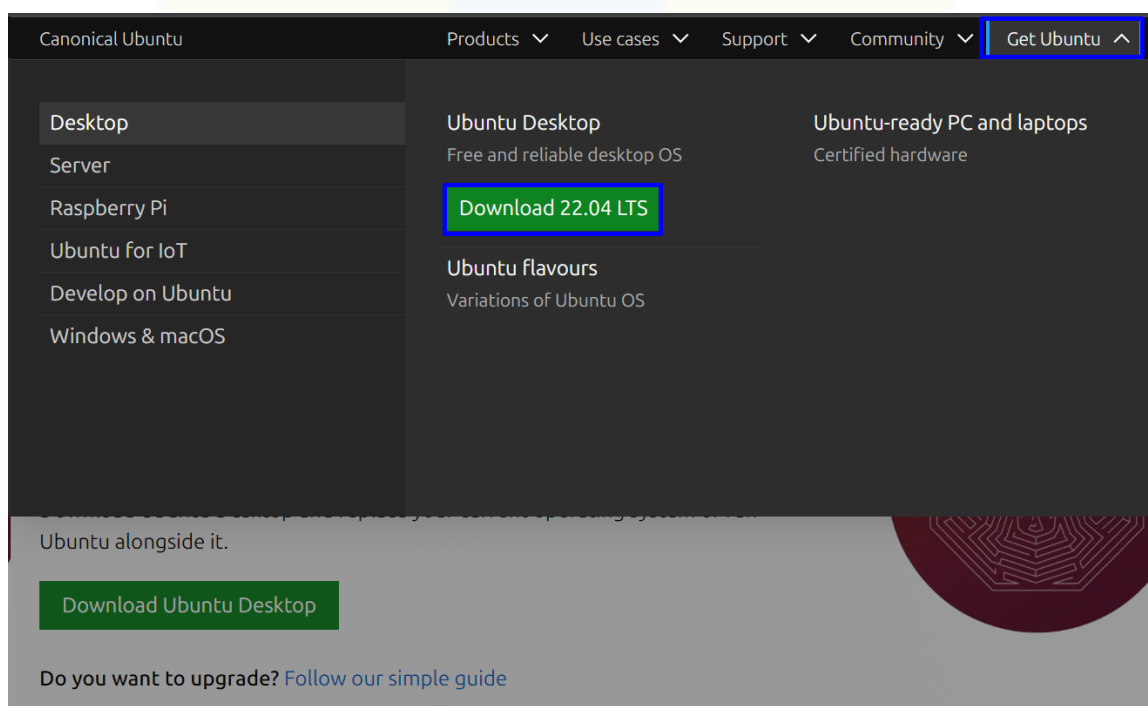 Canonical Ubuntu
Products
Use cases
Support
Community
Get Ubuntu
Desktop
Server
Raspberry Pi
Ubuntu for IoT
Develop on Ubuntu
Windows & macOS
Ubuntu Desktop
Free and reliable desktop OS
Download 22.04 LTS
Ubuntu flavours
Variations of Ubuntu OS
Ubuntu-ready PC and laptops
Certified hardware
Ubuntu alongside it.
Download Ubuntu Desktop
Do you want to upgrade? Follow our simple guide